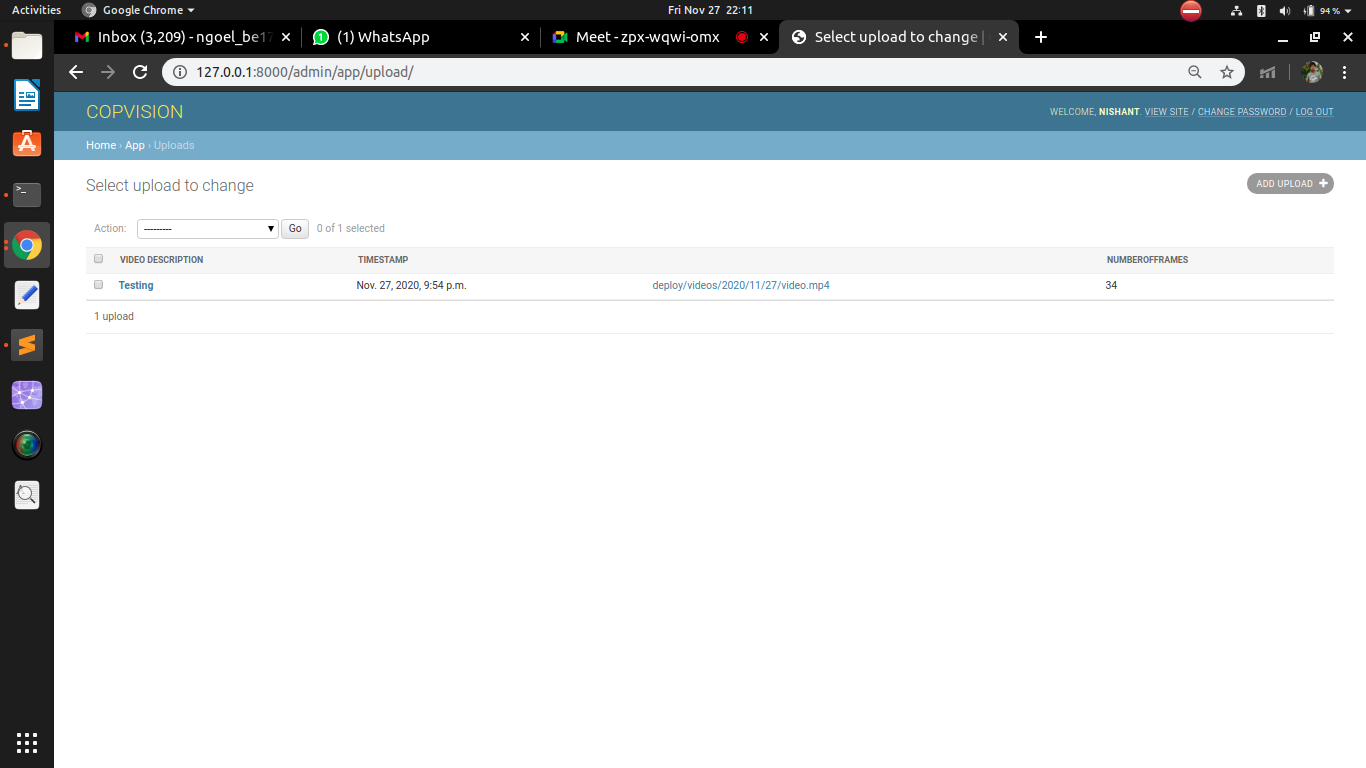 Activities Google Chrome Fri Nov 27 22:11 94 %
Inbox (3,209) - ngoel_be17 (1) WhatsApp Meet - zpx-wqwi-omx Select upload to change |
127.0.0.1:8000/admin/app/upload/
COPVISION WELCOME, NISHANT. VIEW SITE / CHANGE PASSWORD / LOG OUT
Home › App › Uploads
Select upload to change ADD UPLOAD +
Action: --------- Go 0 of 1 selected
VIDEO DESCRIPTION TIMESTAMP NUMBEROFFRAMES
Testing Nov. 27, 2020, 9:54 p.m. deploy/videos/2020/11/27/video.mp4 34
1 upload